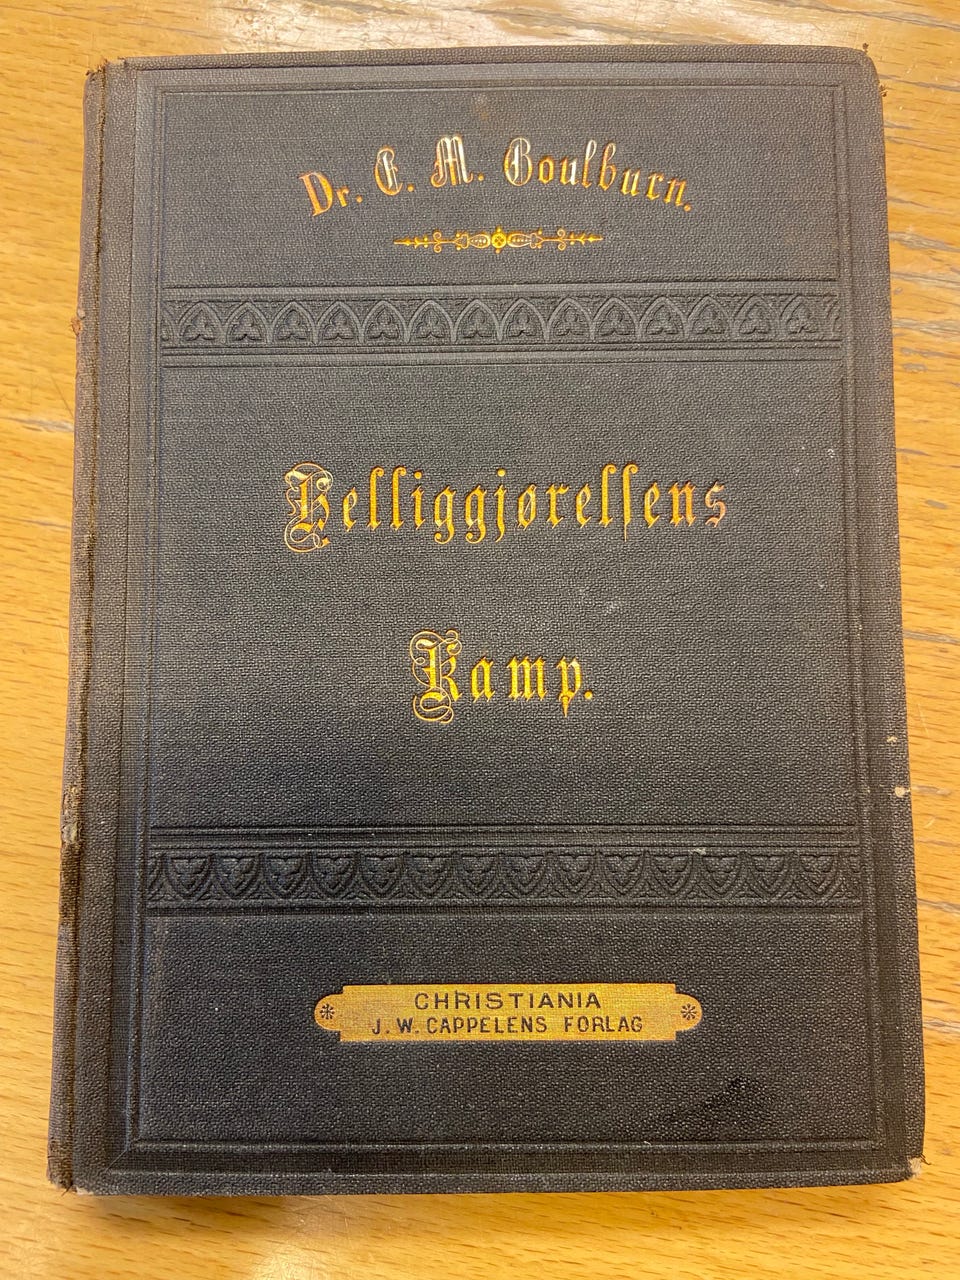 Dr. E. M. Goulburn.
Helliggjørelsens
Kamp.
CHRISTIANIA
J. W. CAPPELENS FORLAG